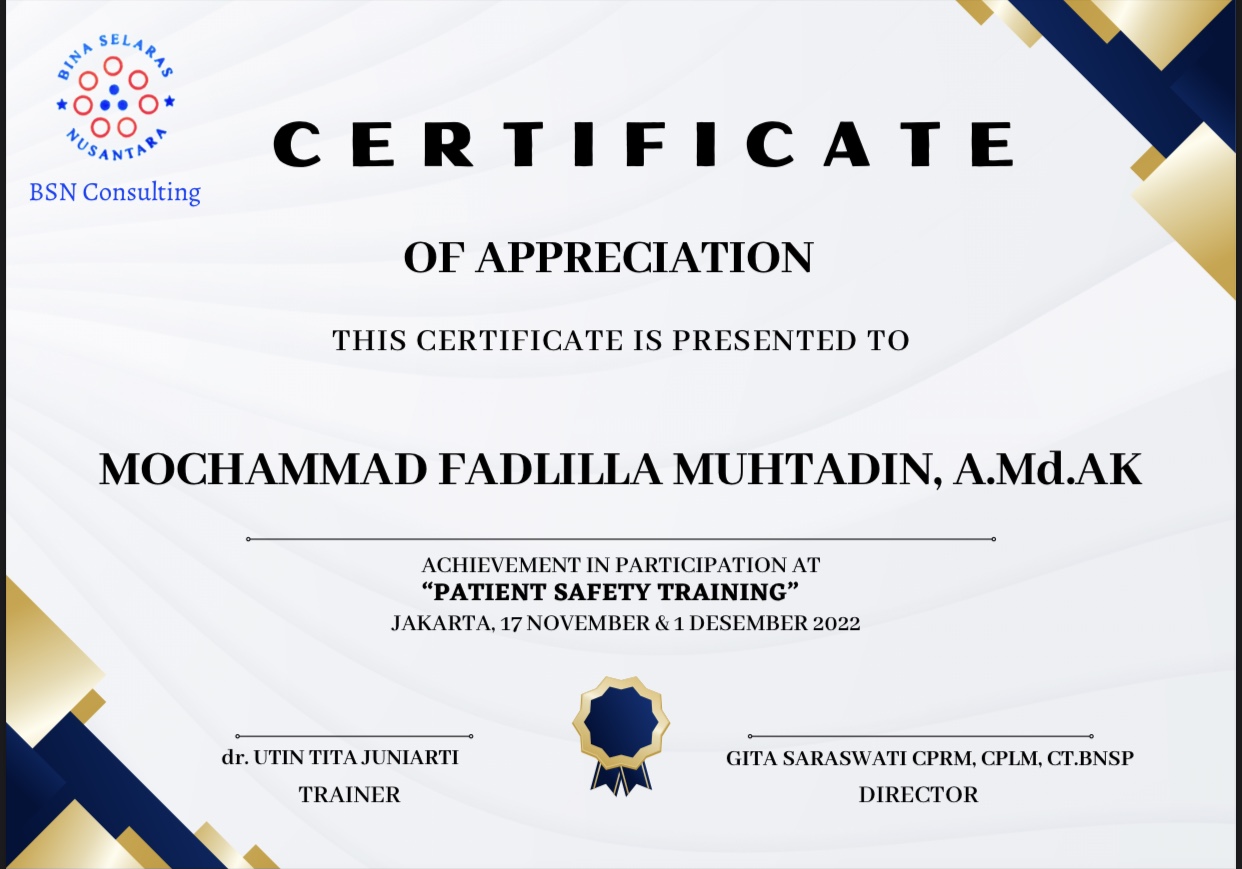 BINA SELARAS
NUSANTARA
BSN Consulting
CERTIFICATE
OF APPRECIATION
THIS CERTIFICATE IS PRESENTED TO
MOCHAMMAD FADLILLA MUHTADIN, A.Md.AK
ACHIEVEMENT IN PARTICIPATION AT
“PATIENT SAFETY TRAINING”
JAKARTA, 17 NOVEMBER & 1 DESEMBER 2022
dr. UTIN TITA JUNIARTI
TRAINER
GITA SARASWATI CPRM, CPLM, CT.BNSP
DIRECTOR